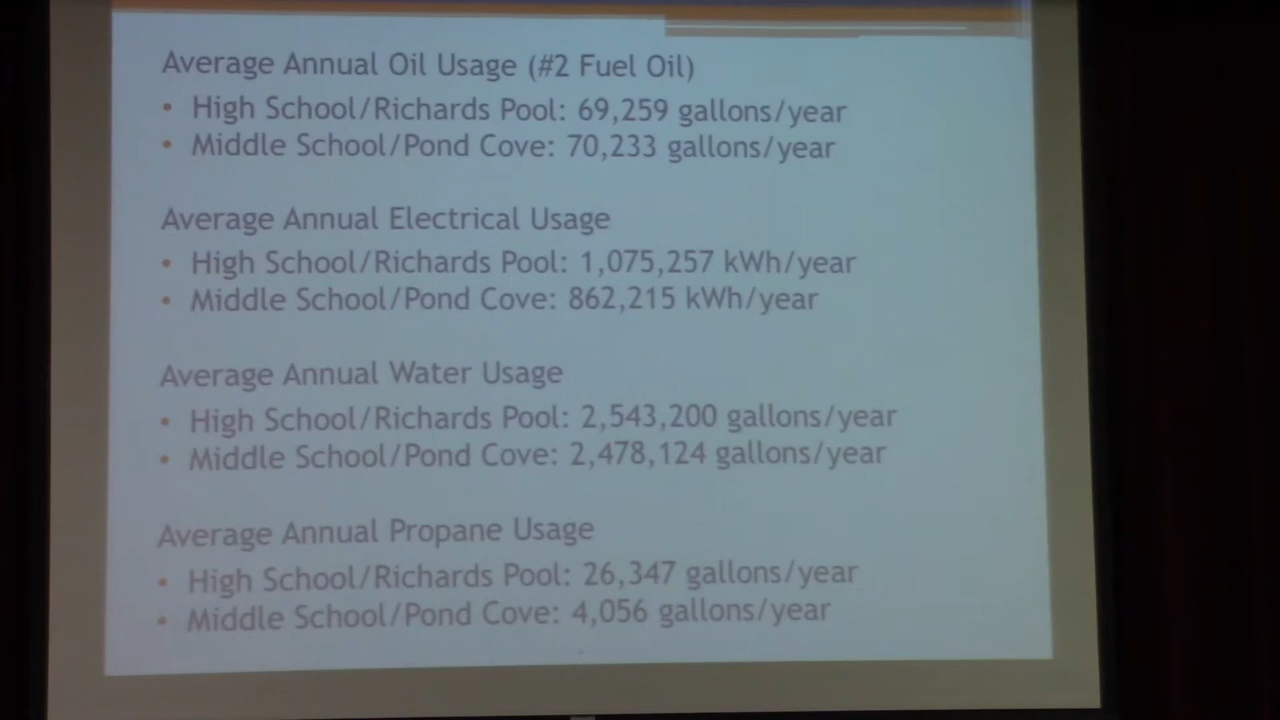 Average Annual Oil Usage (#2 Fuel Oil)
• High School/Richards Pool: 69,259 gallons/year
• Middle School/Pond Cove: 70,233 gallons/year
Average Annual Electrical Usage
• High School/Richards Pool: 1,075,257 kWh/year
• Middle School/Pond Cove: 862,215 kWh/year
Average Annual Water Usage
• High School/Richards Pool: 2,543,200 gallons/year
• Middle School/Pond Cove: 2,478,124 gallons/year
Average Annual Propane Usage
• High School/Richards Pool: 26,347 gallons/year
• Middle School/Pond Cove: 4,056 gallons/year